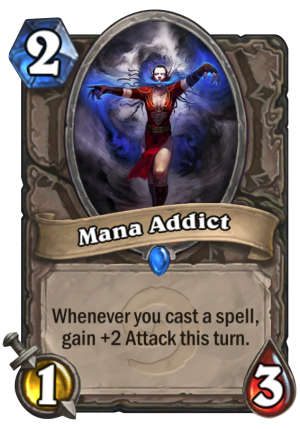 2
Mana Addict
Whenever you cast a spell,
gain +2 Attack this turn.
1
3